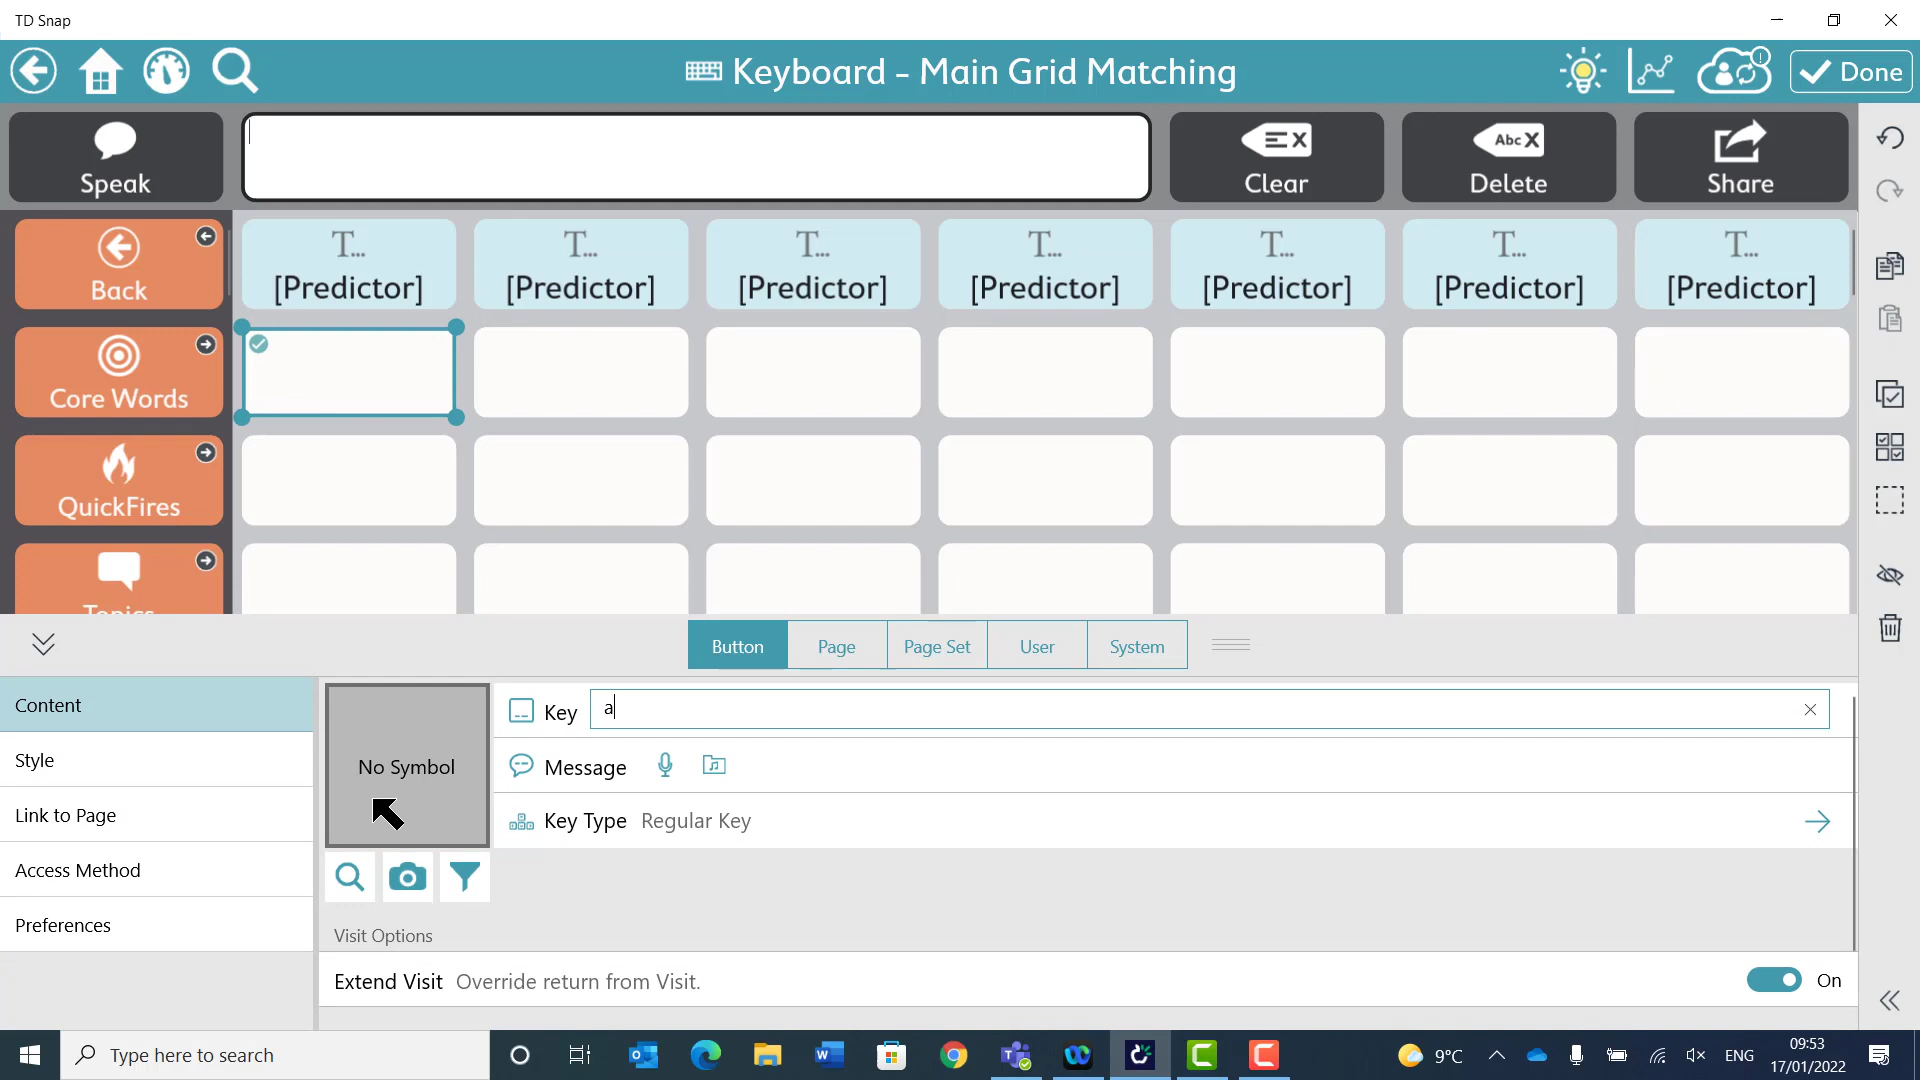 TD Snap
Keyboard - Main Grid Matching
Done
Speak
Clear
Abc X
Delete
Share
Back
T...
[Predictor]
T...
[Predictor]
T...
[Predictor]
T...
[Predictor]
T...
[Predictor]
T...
[Predictor]
T...
[Predictor]
Core Words
QuickFires
Topics
Button
Page
Page Set
User
System
Content
Style
Link to Page
Access Method
Preferences
No Symbol
Key
a
Message
Key Type Regular Key
Visit Options
Extend Visit Override return from Visit.
On
Type here to search
9°C
ENG
09:53
17/01/2022